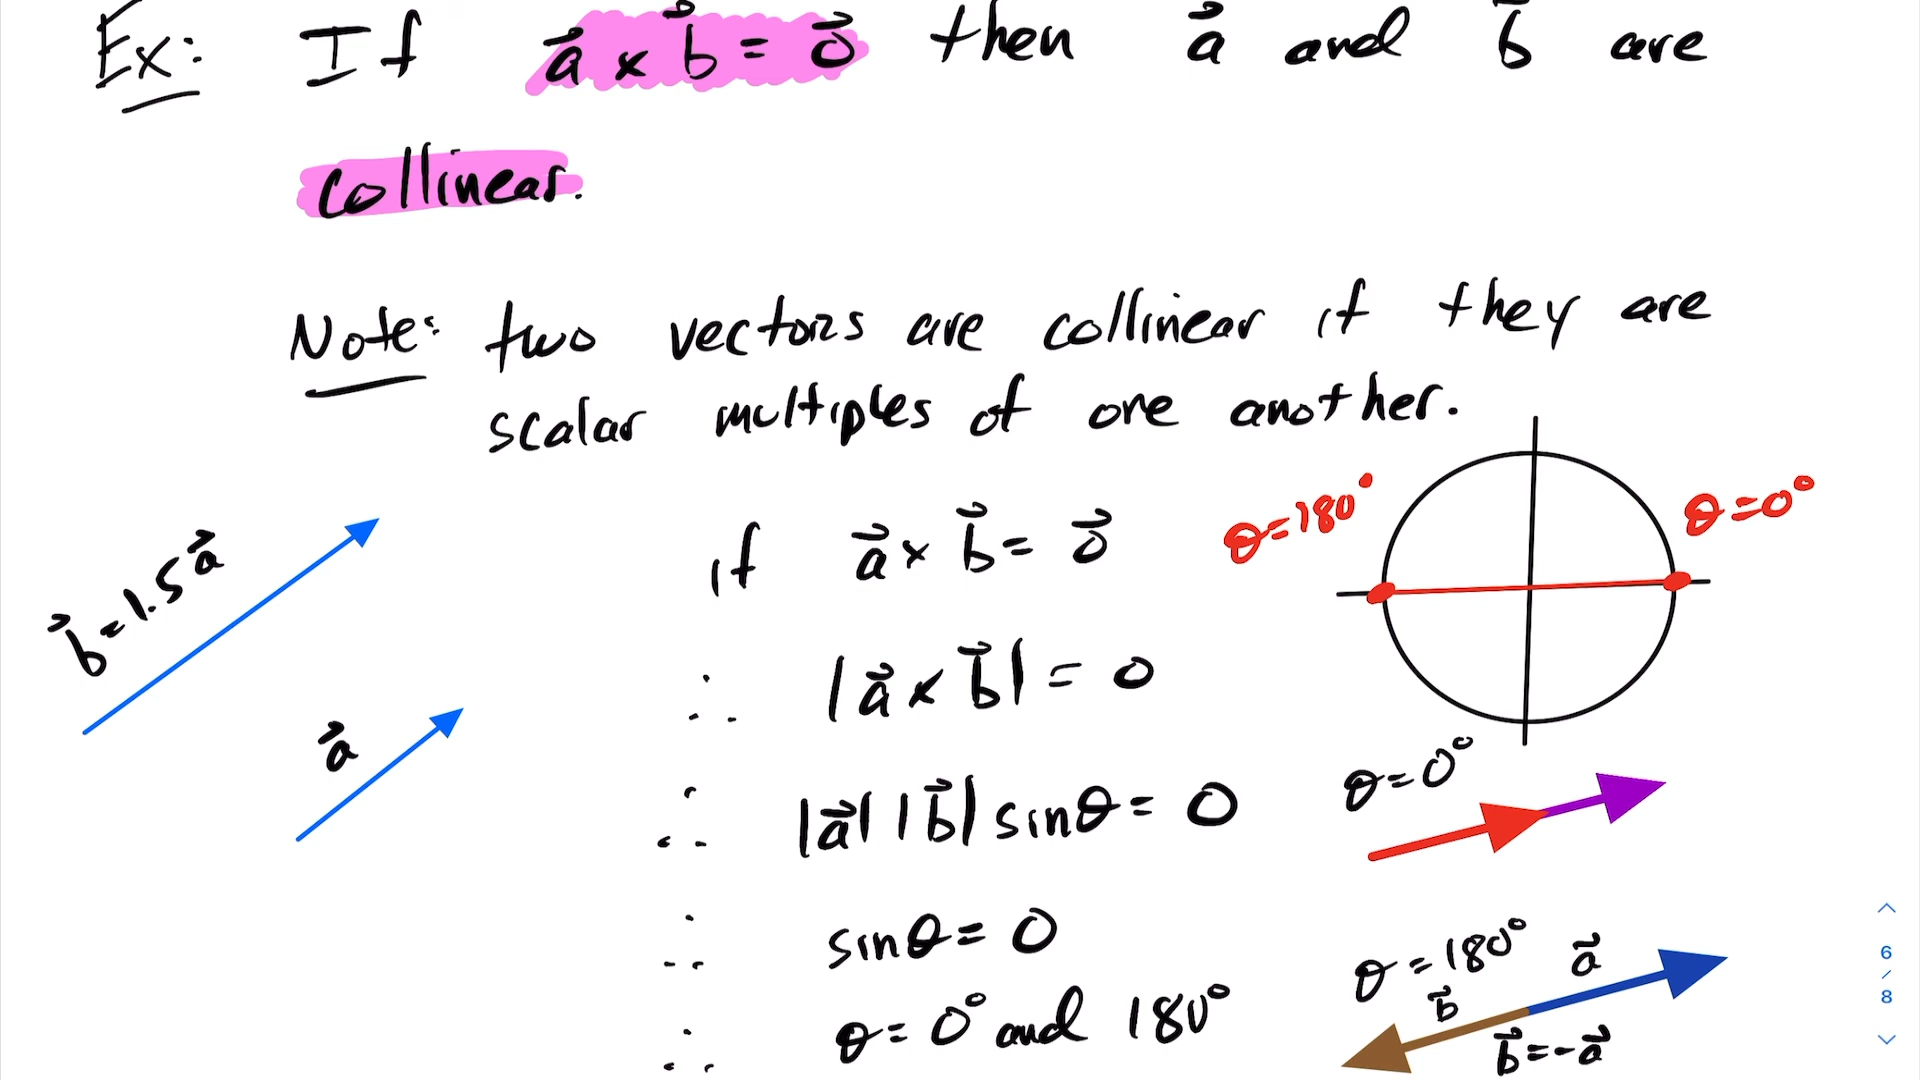 Ex: If a⃗ × b⃗ = 0⃗ then a⃗ and b⃗ are
collinear.
Note: two vectors are collinear if they are
scalar multiples of one another.
θ=180°
θ=0°
b⃗=1.5a⃗
a⃗
if a⃗ × b⃗ = 0⃗
∴ |a⃗ × b⃗| = 0
∴ |a⃗| |b⃗| sinθ = 0
∴ sinθ = 0
∴ θ = 0° and 180°
θ=0°
θ=180°
a⃗
b⃗
b⃗=-a⃗
6
/
8